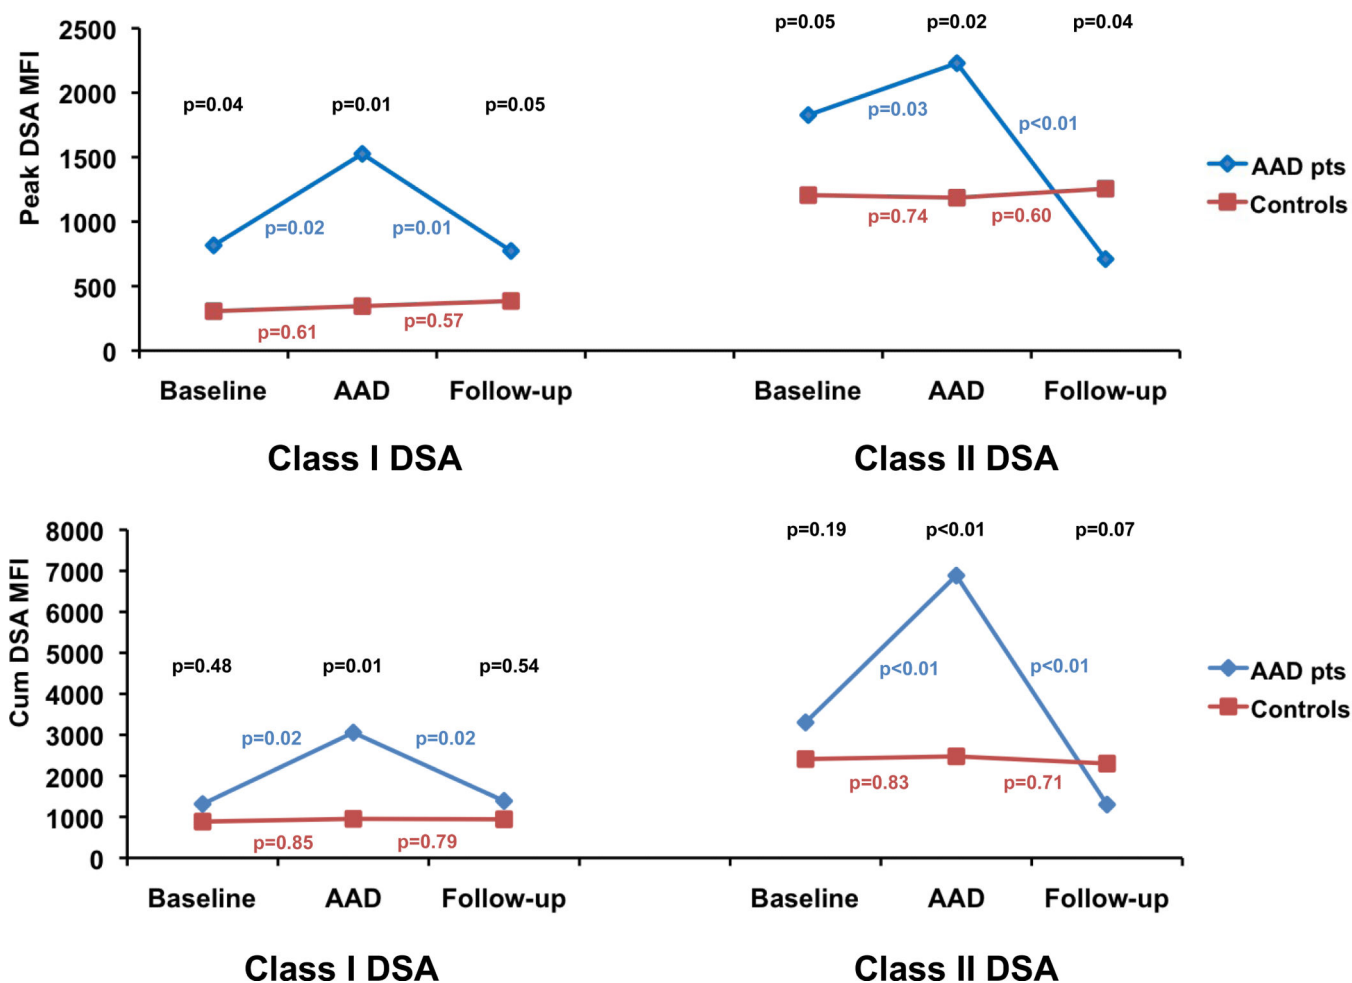 2500
2000
1500
1000
500
0
Peak DSA MFI
p=0.04 p=0.01 p=0.05
p=0.02 p=0.01
p=0.61 p=0.57
p=0.05 p=0.02 p=0.04
p=0.03 p<0.01
p=0.74 p=0.60
AAD pts
Controls
Baseline AAD Follow-up
Baseline AAD Follow-up
Class I DSA
Class II DSA
8000
7000
6000
5000
4000
3000
2000
1000
0
Cum DSA MFI
p=0.48 p=0.01 p=0.54
p=0.02 p=0.02
p=0.85 p=0.79
p=0.19 p<0.01 p=0.07
p<0.01 p<0.01
p=0.83 p=0.71
AAD pts
Controls
Baseline AAD Follow-up
Baseline AAD Follow-up
Class I DSA
Class II DSA